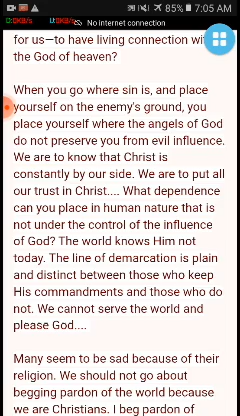 85% 7:05 AM
D:0KB/s U:0KB/s No internet connection
for us—to have living connection wi
the God of heaven?
When you go where sin is, and place
yourself on the enemy's ground, you
place yourself where the angels of God
do not preserve you from evil influence.
We are to know that Christ is
constantly by our side. We are to put all
our trust in Christ.... What dependence
can you place in human nature that is
not under the control of the influence
of God? The world knows Him not
today. The line of demarcation is plain
and distinct between those who keep
His commandments and those who do
not. We cannot serve the world and
please God....
Many seem to be sad because of their
religion. We should not go about
begging pardon of the world because
we are Christians. I beg pardon of